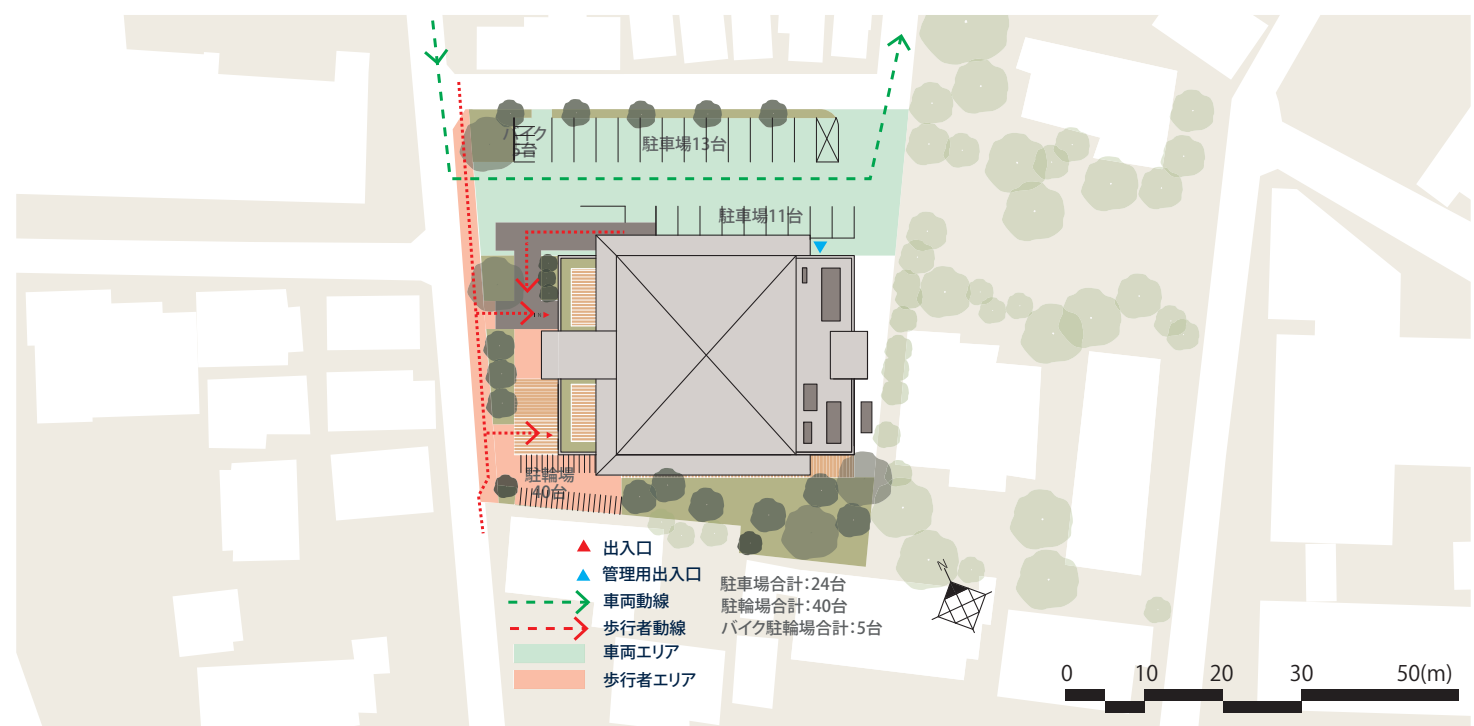 バイク
5台
駐車場13台
駐車場11台
駐輪場
40台
出入口
管理用出入口
車両動線
歩行者動線
車両エリア
歩行者エリア
駐車場合計：24台
駐輪場合計：40台
バイク駐輪場合計：5台
N
0 10 20 30 50(m)